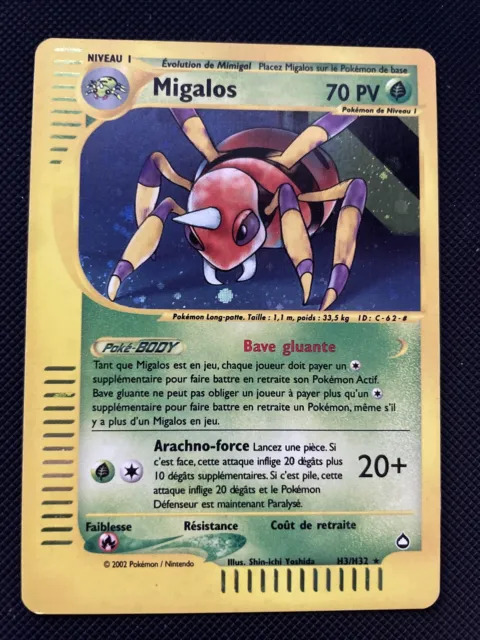 NIVEAU 1
Évolution de Mimigal Placez Migalos sur le Pokémon de base
Migalos 70 PV
Pokémon de Niveau 1
Pokémon Long-patte. Taille : 1,1 m, poids : 33,5 kg ID : C-62-#
Poké-BODY Bave gluante
Tant que Migalos est en jeu, chaque joueur doit payer un
supplémentaire pour faire battre en retraite son Pokémon Actif.
Bave gluante ne peut pas obliger un joueur à payer plus qu'un
supplémentaire pour faire battre en retraite un Pokémon, même s'il
y a plus d'un Migalos en jeu.
Arachno-force Lancez une pièce. Si
c'est face, cette attaque inflige 20 dégâts plus
10 dégâts supplémentaires. Si c'est pile, cette
attaque inflige 20 dégâts et le Pokémon
Défenseur est maintenant Paralysé.
20+
Faiblesse Résistance Coût de retraite
Illus. Shin-ichi Yoshida H3/H32 ★
© 2002 Pokémon / Nintendo